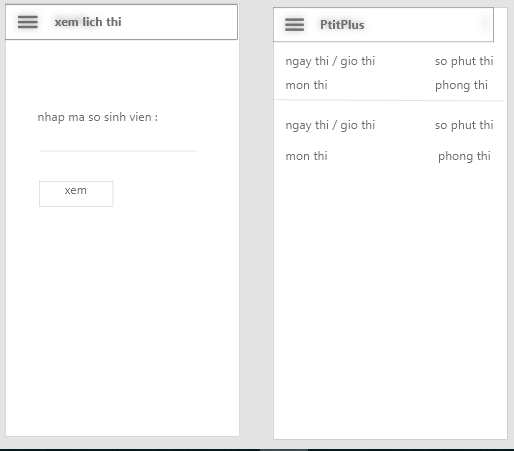 xem lich thi
nhap ma so sinh vien :
xem
PtitPlus
ngay thi / gio thi so phut thi
mon thi phong thi
ngay thi / gio thi so phut thi
mon thi phong thi